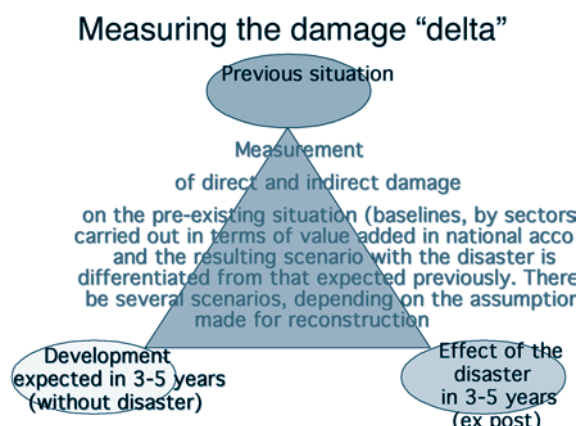 Measuring the damage “delta”
Previous situation
Measurement
of direct and indirect damage
on the pre-existing situation (baselines, by sectors
carried out in terms of value added in national acco
and the resulting scenario with the disaster is
differentiated from that expected previously. There
be several scenarios, depending on the assumption
made for reconstruction
Development
expected in 3-5 years
(without disaster)
Effect of the
disaster
in 3-5 years
(ex post)